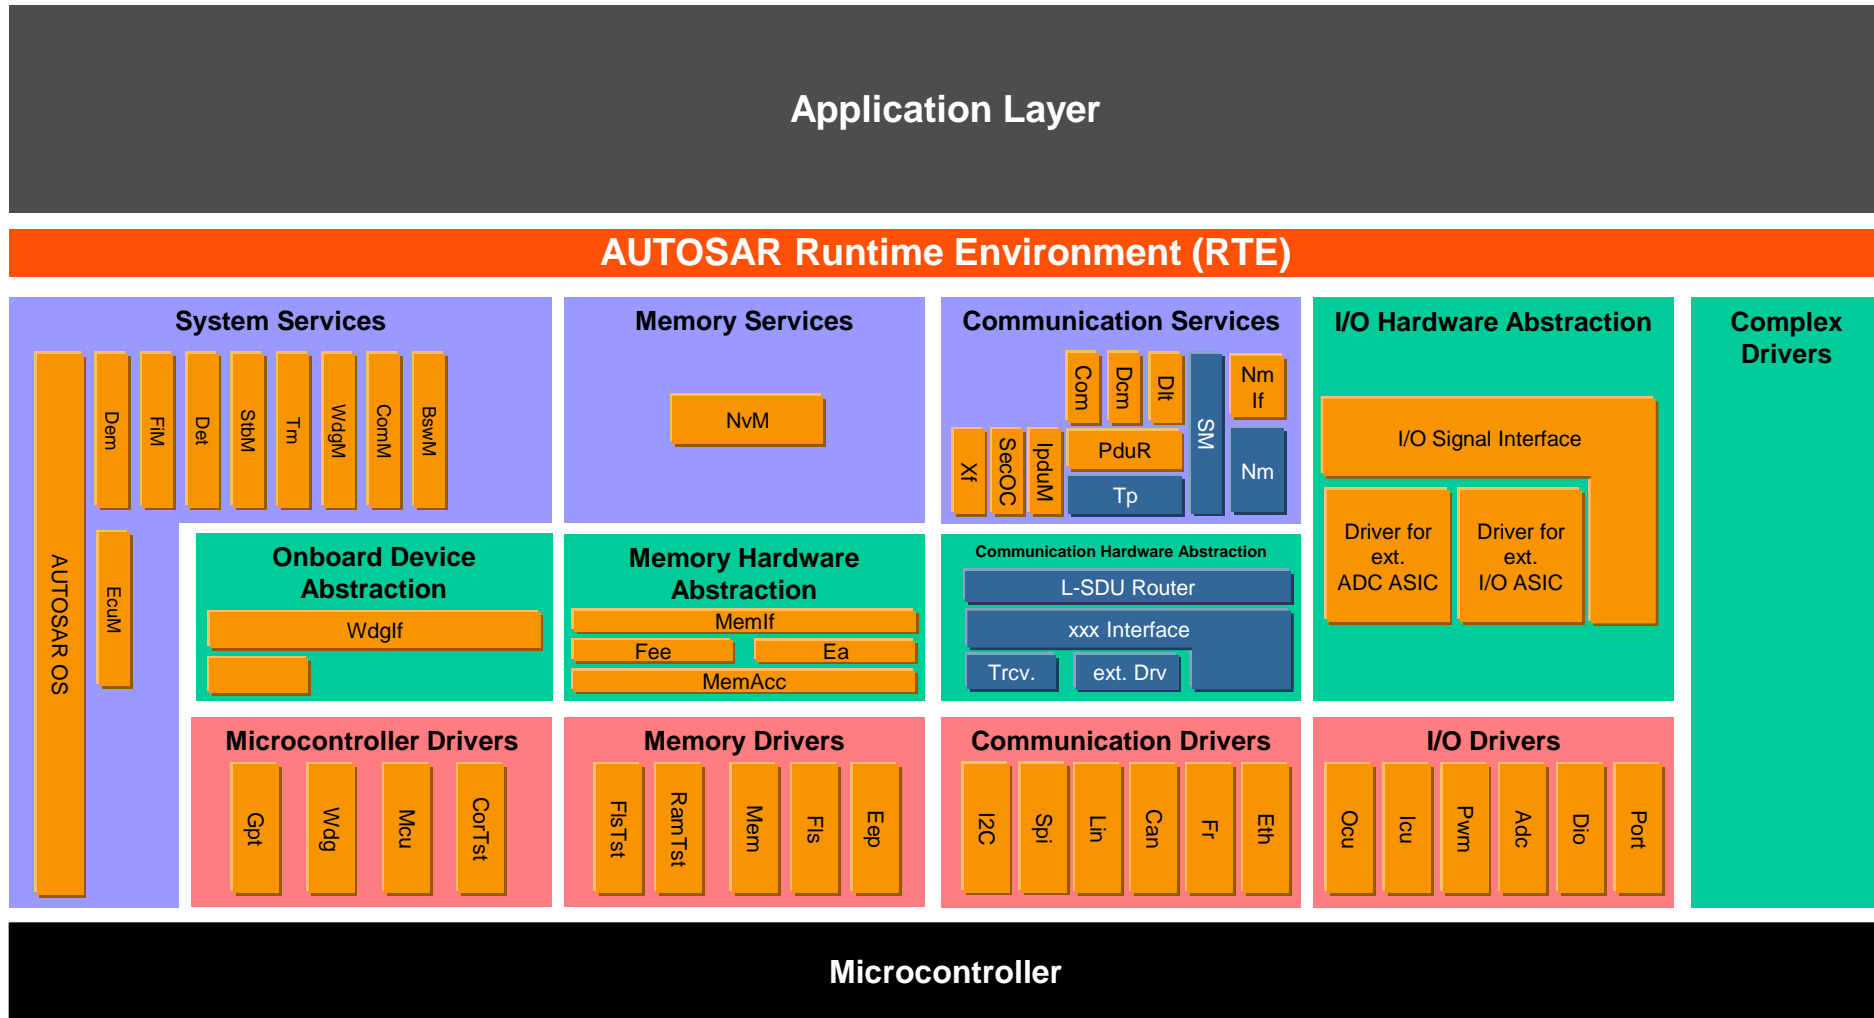 Application Layer
AUTOSAR Runtime Environment (RTE)
System Services
AUTOSAR OS
Dem
FiM
Det
StbM
Tm
WdgM
ComM
BswM
EcuM
Memory Services
NvM
Communication Services
Com
Dcm
Dlt
SM
Nm
If
Xf
SecOC
IpduM
PduR
Tp
Nm
I/O Hardware Abstraction
I/O Signal Interface
Driver for
ext.
ADC ASIC
Driver for
ext.
I/O ASIC
Complex
Drivers
Onboard Device
Abstraction
WdgIf
Memory Hardware
Abstraction
MemIf
Fee
Ea
MemAcc
Communication Hardware Abstraction
L-SDU Router
xxx Interface
Trcv.
ext. Drv
Microcontroller Drivers
Gpt
Wdg
Mcu
CorTst
Memory Drivers
FlsTst
RamTst
Mem
Fls
Eep
Communication Drivers
I2C
Spi
Lin
Can
Fr
Eth
I/O Drivers
Ocu
Icu
Pwm
Adc
Dio
Port
Microcontroller